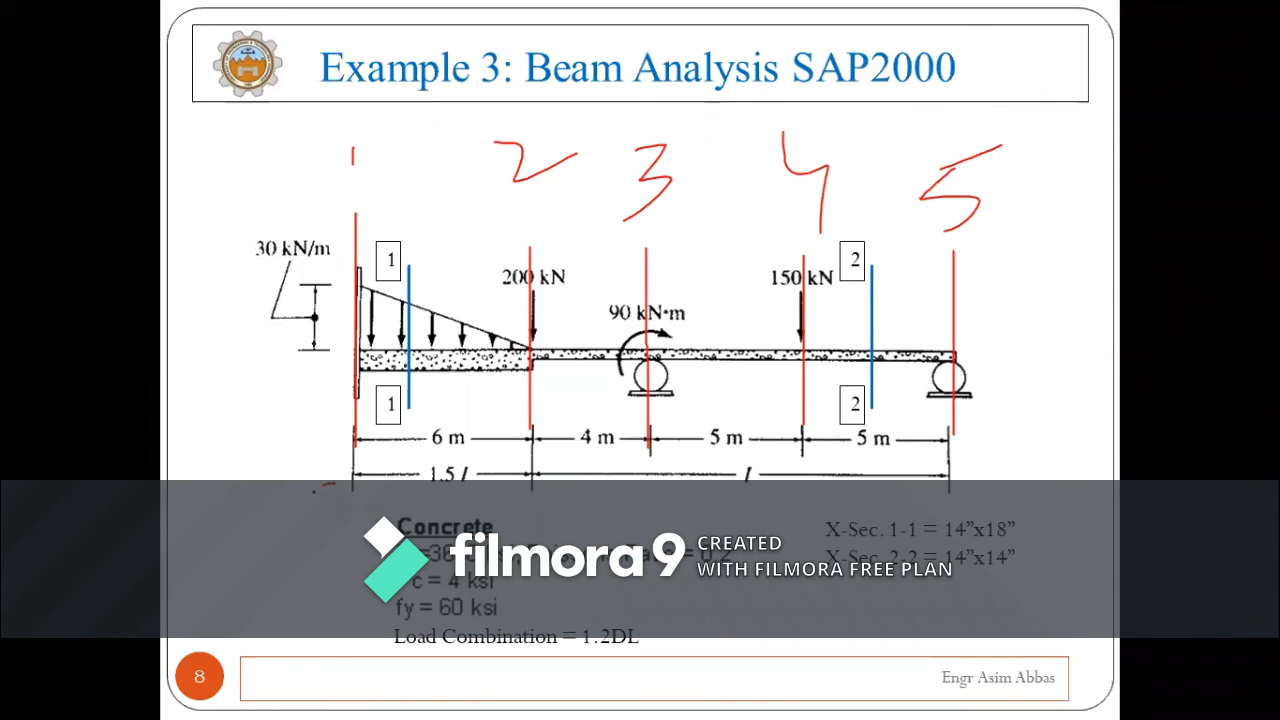 Example 3: Beam Analysis SAP2000
1 2 3 4 5
30 kN/m
1
2
200 kN
150 kN
90 kN·m
1
2
6 m
4 m
5 m
5 m
1.5 I
I
Concrete
X-Sec. 1-1 = 14”x18”
X-Sec. 2-2 = 14”x14”
filmora9
CREATED
WITH FILMORA FREE PLAN
c = 4 ksi
fy = 60 ksi
Load Combination = 1.2DL
8
Engr Asim Abbas